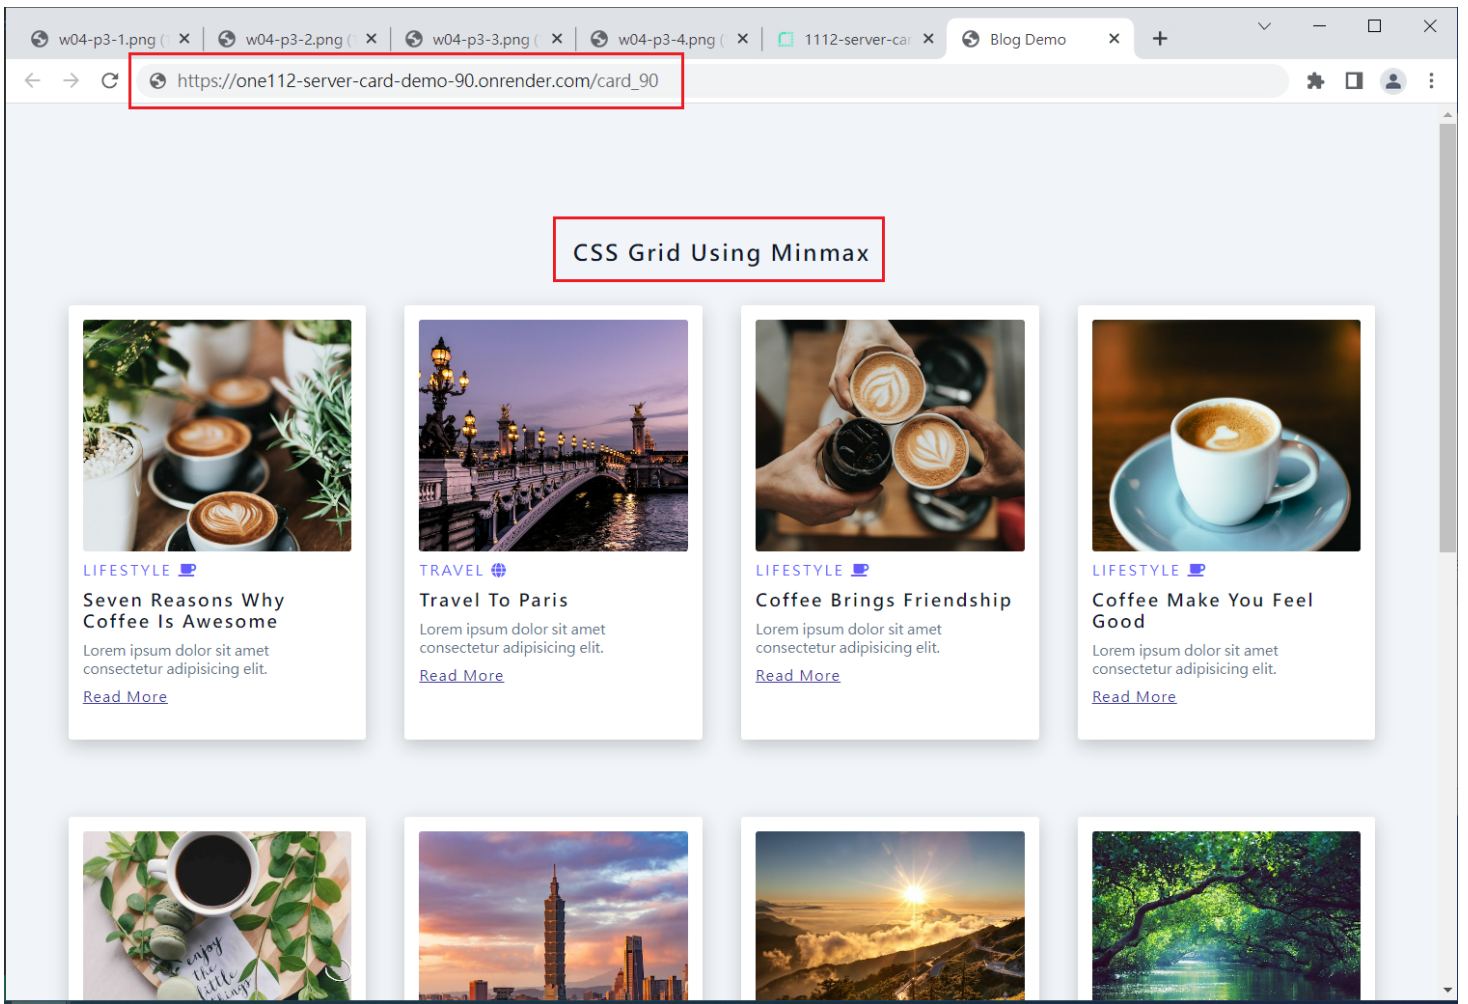 w04-p3-1.png (
w04-p3-2.png (
w04-p3-3.png (
w04-p3-4.png (
1112-server-car
Blog Demo
https://one112-server-card-demo-90.onrender.com/card_90
CSS Grid Using Minmax
LIFESTYLE
Seven Reasons Why
Coffee Is Awesome
Lorem ipsum dolor sit amet
consectetur adipisicing elit.
Read More
TRAVEL
Travel To Paris
Lorem ipsum dolor sit amet
consectetur adipisicing elit.
Read More
LIFESTYLE
Coffee Brings Friendship
Lorem ipsum dolor sit amet
consectetur adipisicing elit.
Read More
LIFESTYLE
Coffee Make You Feel
Good
Lorem ipsum dolor sit amet
consectetur adipisicing elit.
Read More
enjoy
the
little